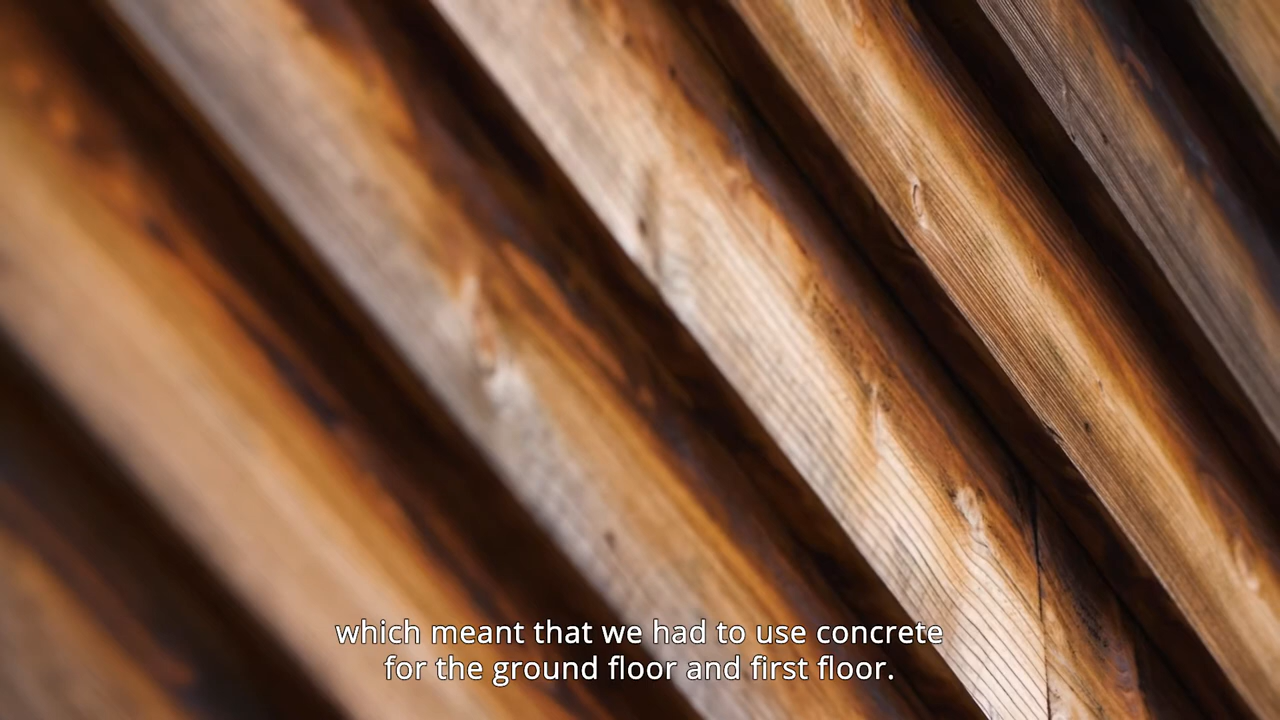 which meant that we had to use concrete
for the ground floor and first floor.